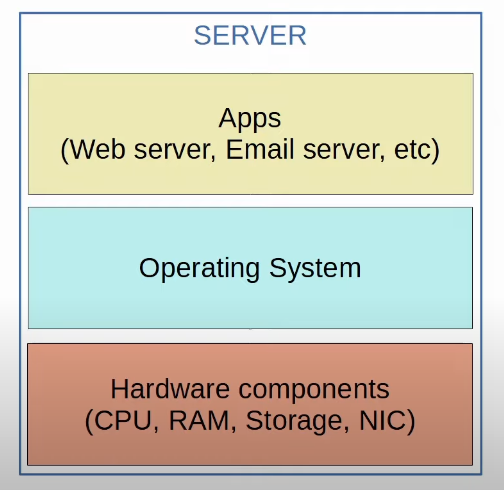 SERVER
Apps
(Web server, Email server, etc)
Operating System
Hardware components
(CPU, RAM, Storage, NIC)